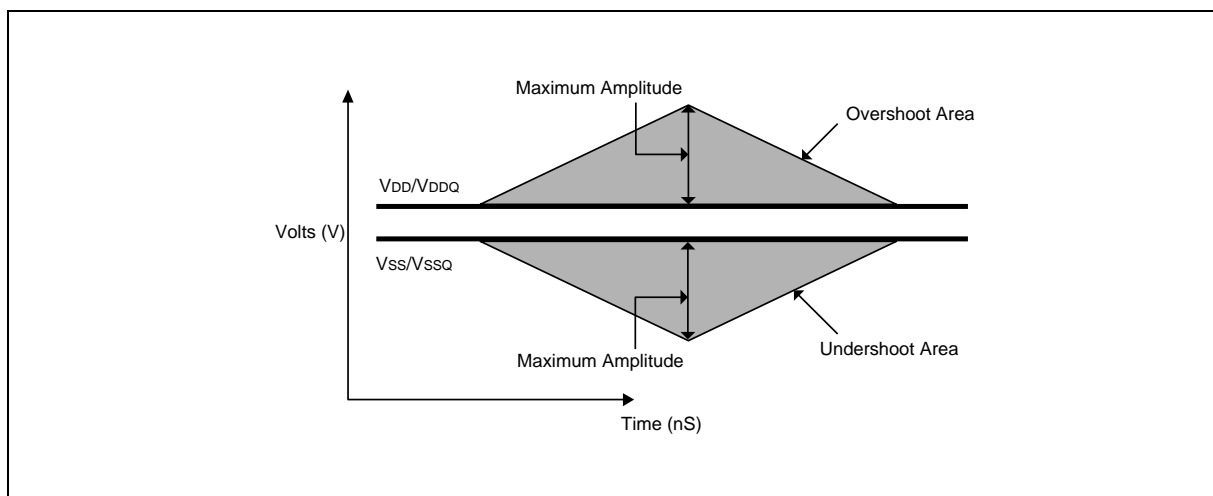 Maximum Amplitude
Overshoot Area
VDD/VDDQ
Volts (V)
VSS/VSSQ
Maximum Amplitude
Undershoot Area
Time (nS)